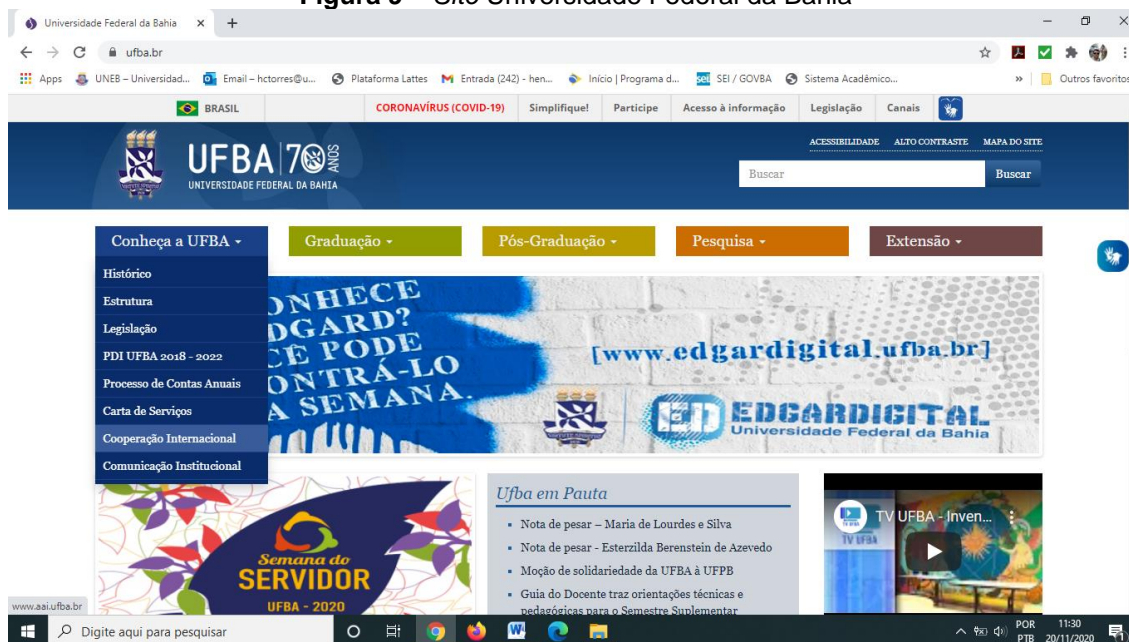 Figura 9 – Site Universidade Federal da Bahia
Universidade Federal da Bahia
ufba.br
Apps
UNEB – Universidad...
Email – hctorres@u...
Plataforma Lattes
Entrada (242) - hen...
Início | Programa d...
SEI / GOVBA
Sistema Acadêmico...
»
Outros favoritos
BRASIL
CORONAVÍRUS (COVID-19)
Simplifique!
Participe
Acesso à informação
Legislação
Canais
ACESSIBILIDADE
ALTO CONTRASTE
MAPA DO SITE
UFBA 70 ANOS
UNIVERSIDADE FEDERAL DA BAHIA
Buscar
Buscar
Conheça a UFBA
Graduação
Pós-Graduação
Pesquisa
Extensão
Histórico
Estrutura
Legislação
PDI UFBA 2018 - 2022
Processo de Contas Anuais
Carta de Serviços
Cooperação Internacional
Comunicação Institucional
ONHECE
DGARD?
CÊ PODE
ONTRÁ-LO
A SEMANA.
[www.edgardigital.ufba.br]
EDGARDIGITAL
Universidade Federal da Bahia
Semana do
SERVIDOR
UFBA - 2020
Ufba em Pauta
Nota de pesar – Maria de Lourdes e Silva
Nota de pesar - Esterzilda Berenstein de Azevedo
Moção de solidariedade da UFBA à UFPB
Guia do Docente traz orientações técnicas e
pedagógicas para o Semestre Suplementar
TV UFBA - Inven...
TV UFBA
www.aai.ufba.br
Digite aqui para pesquisar
POR
PTB
11:30
20/11/2020